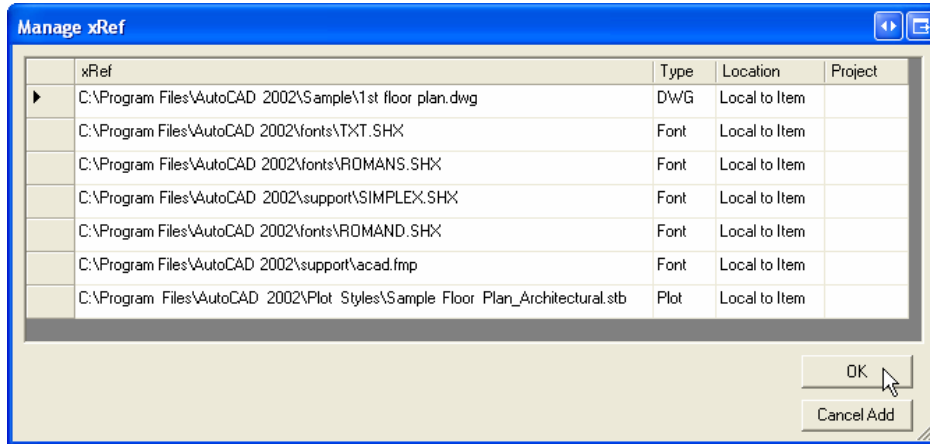 Manage xRef
xRef Type Location Project
C:\Program Files\AutoCAD 2002\Sample\1st floor plan.dwg DWG Local to Item
C:\Program Files\AutoCAD 2002\fonts\TXT.SHX Font Local to Item
C:\Program Files\AutoCAD 2002\fonts\ROMANS.SHX Font Local to Item
C:\Program Files\AutoCAD 2002\support\SIMPLEX.SHX Font Local to Item
C:\Program Files\AutoCAD 2002\fonts\ROMAND.SHX Font Local to Item
C:\Program Files\AutoCAD 2002\support\acad.fmp Font Local to Item
C:\Program Files\AutoCAD 2002\Plot Styles\Sample Floor Plan_Architectural.stb Plot Local to Item
OK
Cancel Add